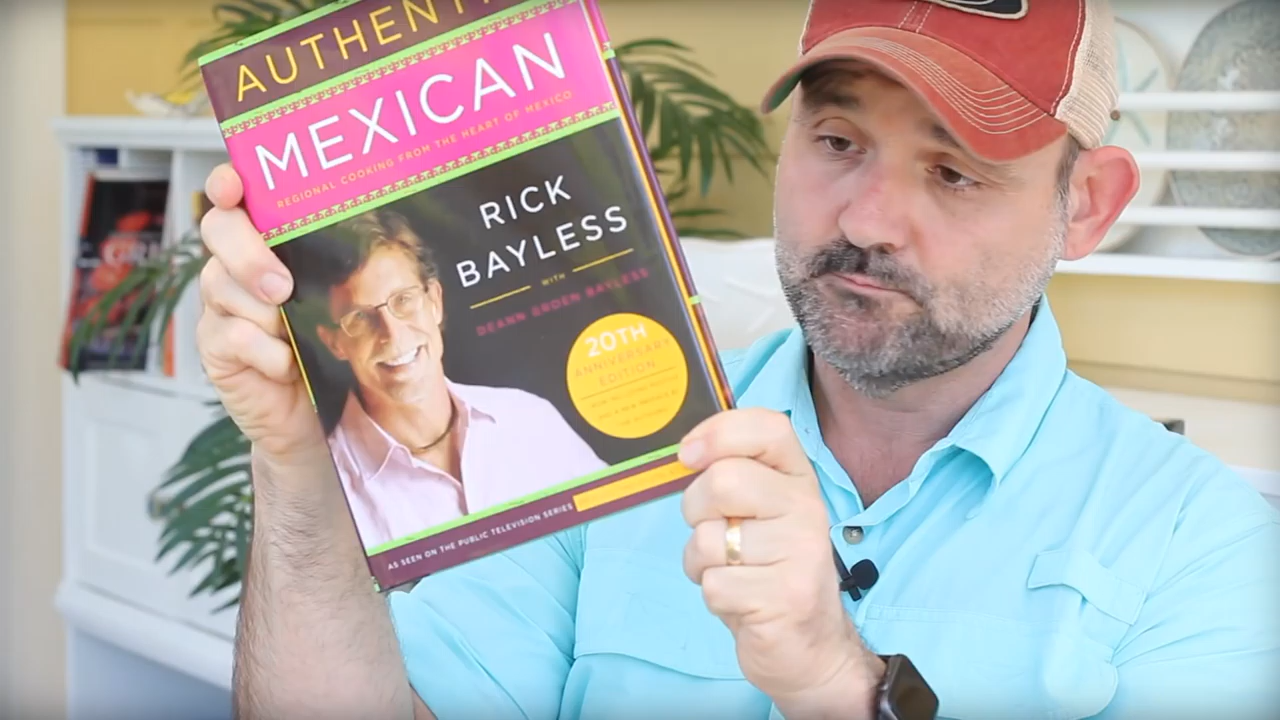 AUTHENTI
MEXICAN
REGIONAL COOKING FROM THE HEART OF MEXICO
RICK
BAYLESS
WITH
DEANN GROEN BAYLESS
20TH
ANNIVERSARY
EDITION
AS SEEN ON THE PUBLIC TELEVISION SERIES